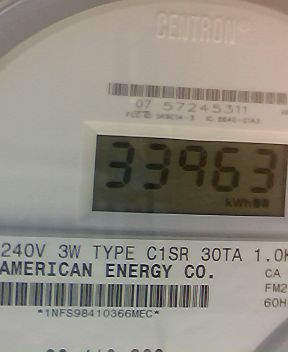 CENTRON®
07 57245311
33963
kWh
240V 3W TYPE C1SR 30TA 1.0K
AMERICAN ENERGY CO.
CA
FM2
60H
*1NFS98410366MEC*